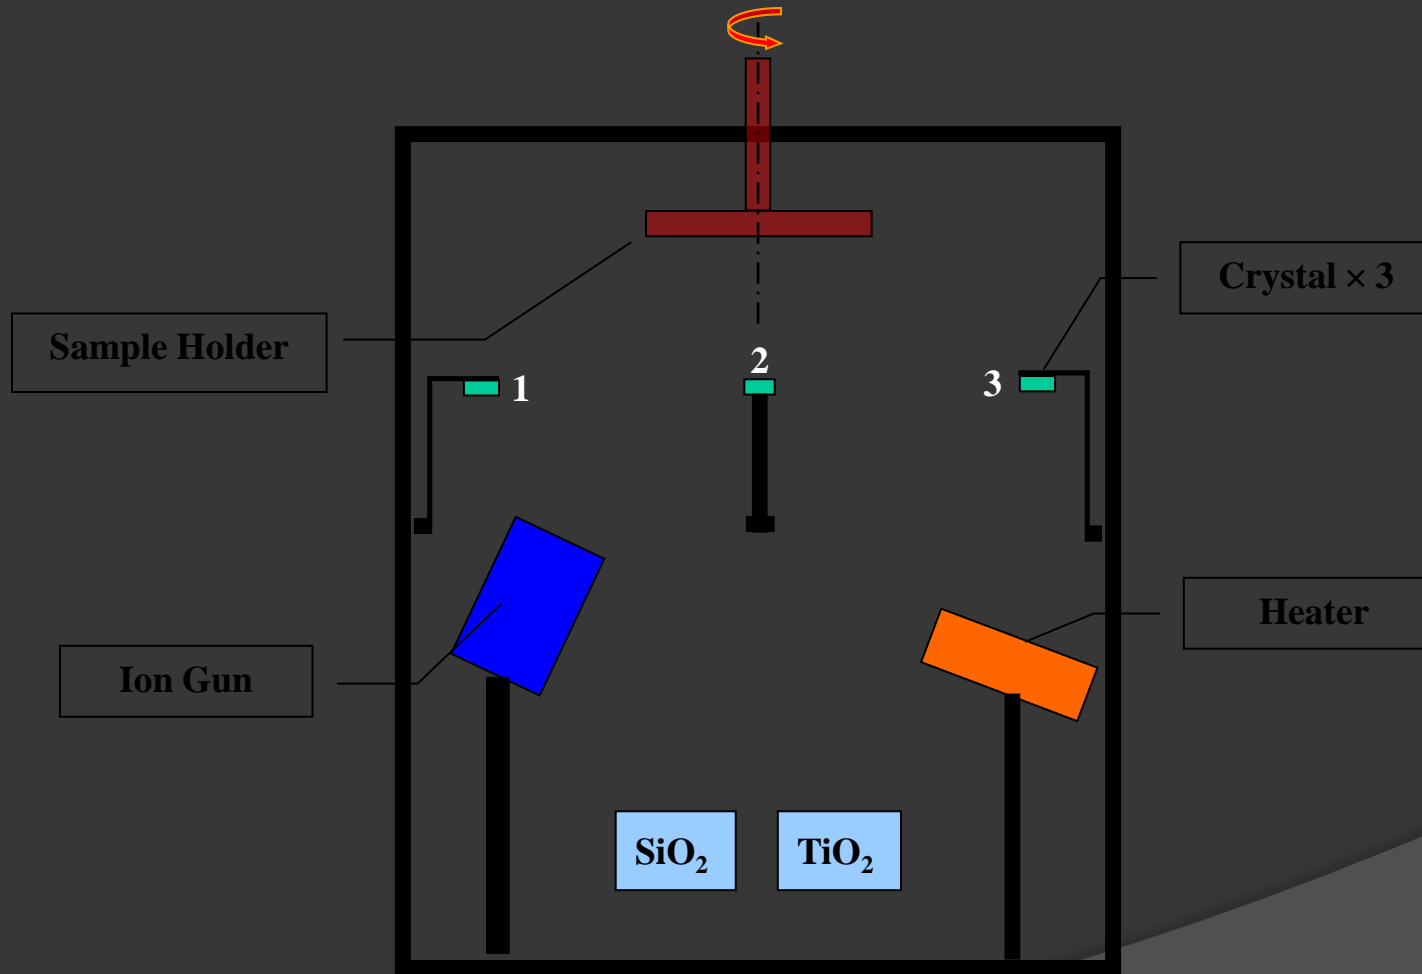 Crystal × 3
Sample Holder
2
1
3
Heater
Ion Gun
SiO₂
TiO₂